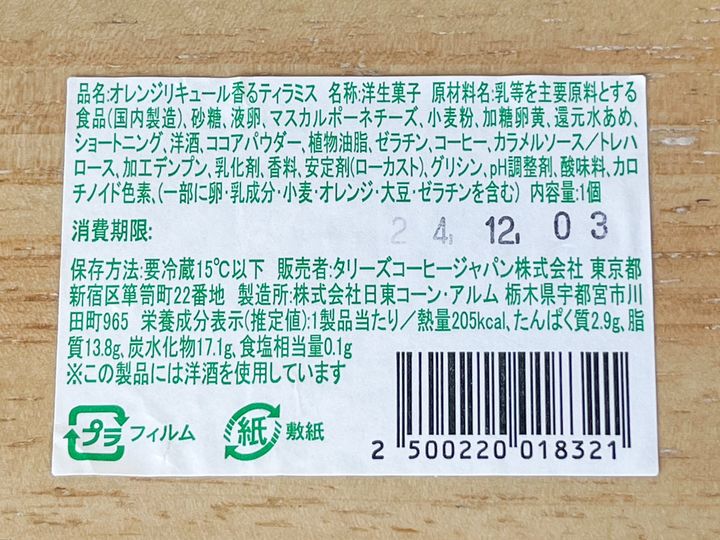 品名:オレンジリキュール香るティラミス 名称:洋生菓子 原材料名:乳等を主要原料とする
食品(国内製造)、砂糖、液卵、マスカルポーネチーズ、小麦粉、加糖卵黄、還元水あめ、
ショートニング、洋酒、ココアパウダー、植物油脂、ゼラチン、コーヒー、カラメルソース/トレハ
ロース、加工デンプン、乳化剤、香料、安定剤(ローカスト)、グリシン、pH調整剤、酸味料、カロ
チノイド色素、(一部に卵・乳成分・小麦・オレンジ・大豆・ゼラチンを含む) 内容量:1個
消費期限: 24. 12. 03
保存方法:要冷蔵15℃以下 販売者:タリーズコーヒージャパン株式会社 東京都
新宿区箪笥町22番地 製造所:株式会社日東コーン・アルム 栃木県宇都宮市川
田町965 栄養成分表示(推定値):1製品当たり/熱量205kcal、たんぱく質2.9g、脂
質13.8g、炭水化物17.1g、食塩相当量0.1g
※この製品には洋酒を使用しています
プラ フィルム 紙 敷紙
2 500220 018321